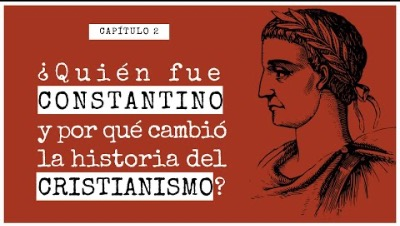 CAPÍTULO 2
¿Quién fue
CONSTANTINO
y por qué cambió
la historia del
CRISTIANISMO?